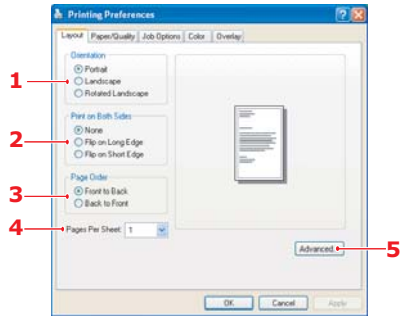 Printing Preferences
Layout Paper/Quality Job Options Color Overlay
Orientation
1
Portrait
Landscape
Rotated Landscape
Print on Both Sides
2
None
Flip on Long Edge
Flip on Short Edge
Page Order
3
Front to Back
Back to Front
4
Pages Per Sheet: 1
Advanced... 5
OK Cancel Apply